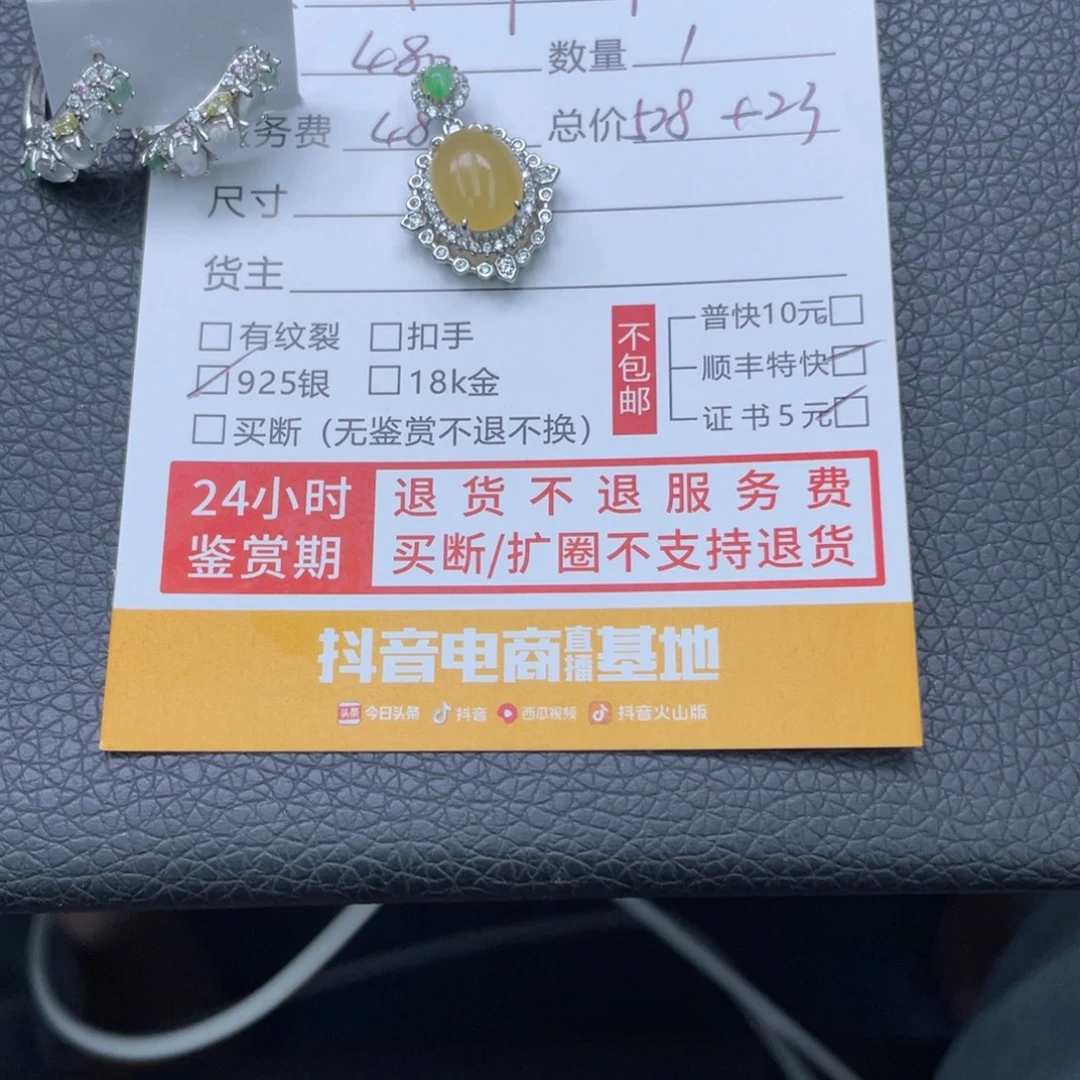 480 数量 1
务费 48 总价 528 +23
尺寸
货主
有纹裂 扣手
925银 18k金
买断（无鉴赏不退不换）
不包邮
普快10元
顺丰特快
证书5元
24小时鉴赏期
退货不退服务费
买断/扩圈不支持退货
抖音电商直播基地
头条 今日头条 抖音 西瓜视频 抖音火山版